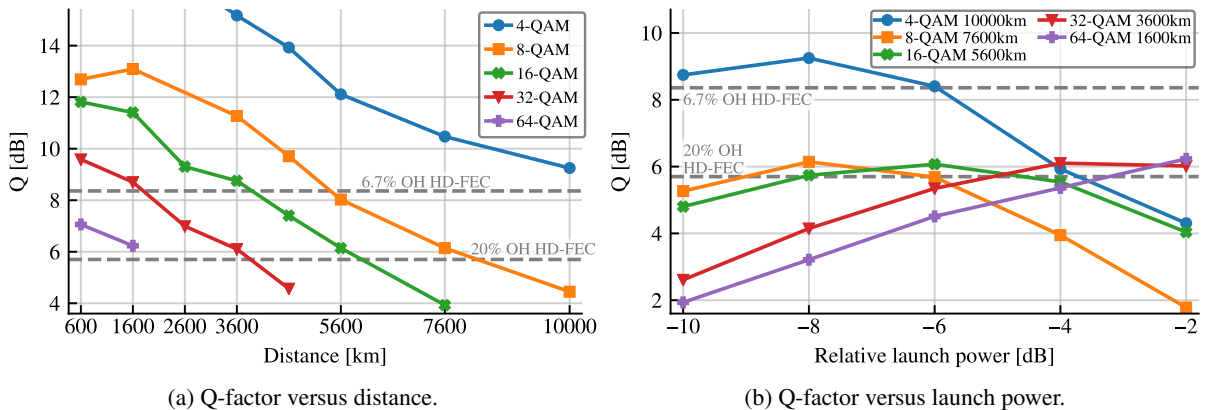 14
12
10
8
6
4
Q [dB]
4-QAM
8-QAM
16-QAM
32-QAM
64-QAM
6.7% OH HD-FEC
20% OH HD-FEC
600 1600 2600 3600 5600 7600 10000
Distance [km]
(a) Q-factor versus distance.
10
8
6
4
2
Q [dB]
4-QAM 10000km
8-QAM 7600km
16-QAM 5600km
32-QAM 3600km
64-QAM 1600km
6.7% OH HD-FEC
20% OH
HD-FEC
−10 −8 −6 −4 −2
Relative launch power [dB]
(b) Q-factor versus launch power.